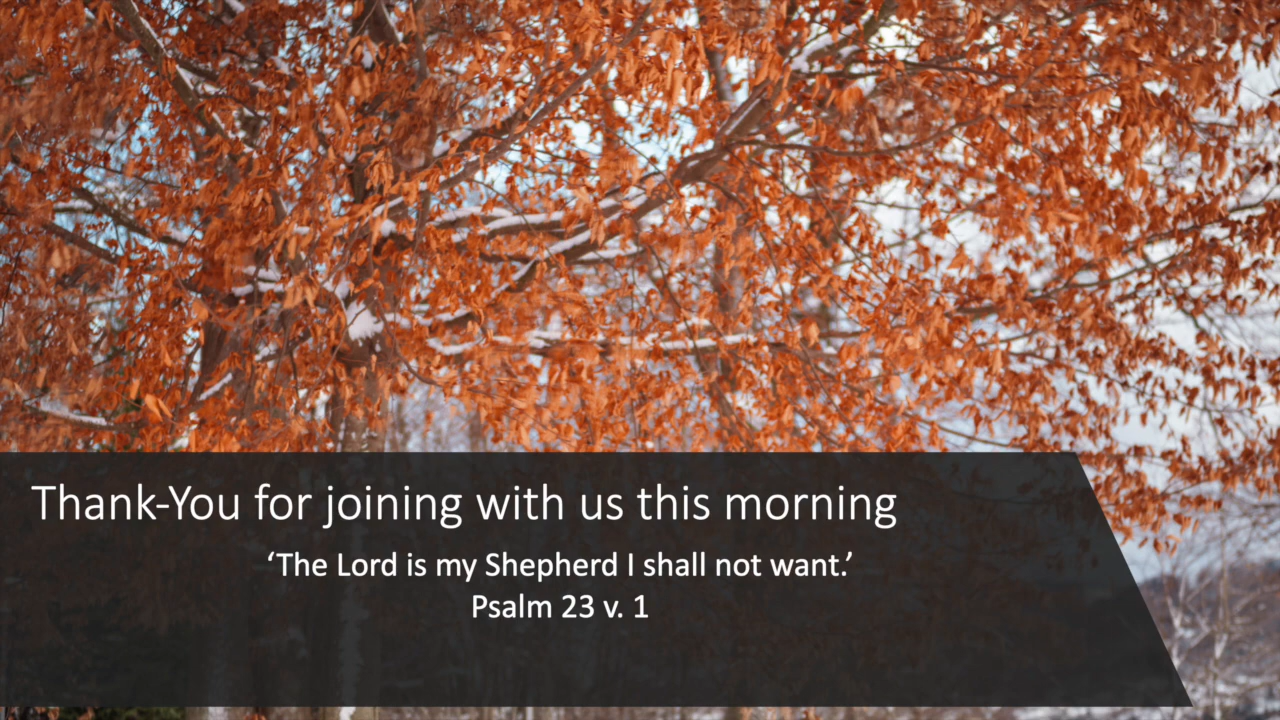 Thank-You for joining with us this morning
‘The Lord is my Shepherd I shall not want.’
Psalm 23 v. 1